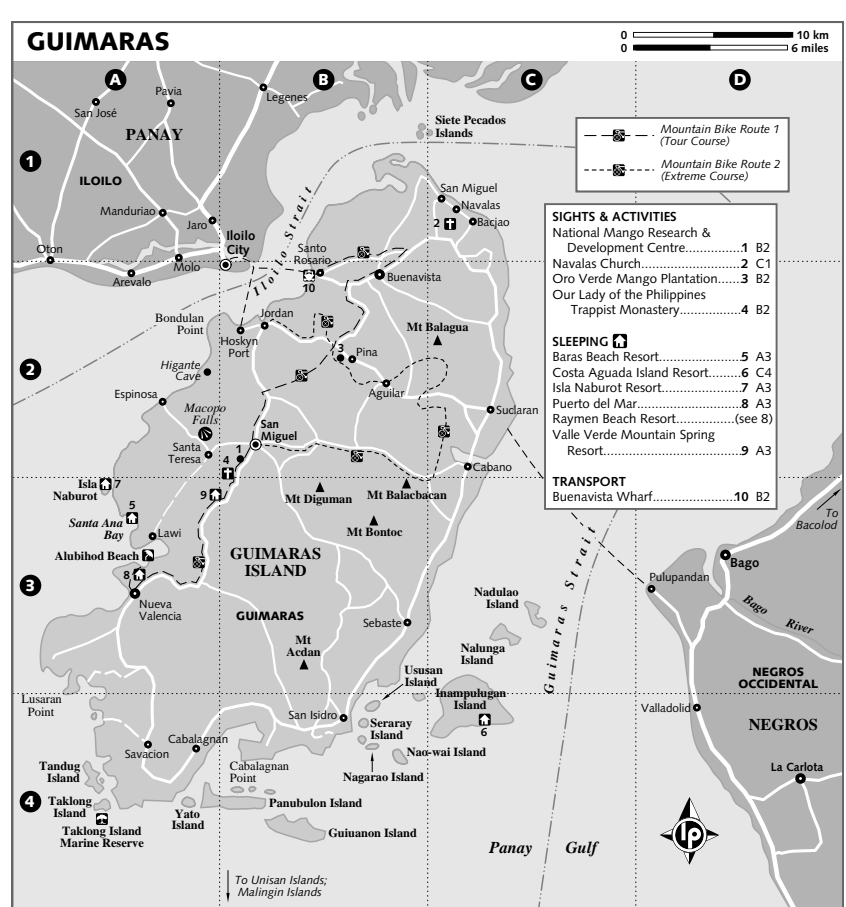 GUIMARAS
0 10 km
0 6 miles
A
B
C
D
1
2
3
4
Pavia
San José
Legenes
PANAY
ILOILO
Manduriao
Jaro
Iloilo
City
Oton
Molo
Arevalo
Iloilo Strait
Siete Pecados
Islands
San Miguel
Navalas
2
Bacjao
Santo
Rosario
10
Buenavista
Bondulan
Point
Jordan
Hoskyn
Port
Mt Balagua
3
Pina
Higante
Cave
Aguilar
Espinosa
Macopo
Falls
Suclaran
San
Miguel
Santa
Teresa
1
4
Cabano
Isla
Naburot
7
9
Mt Diguman
Mt Balacbacan
5
Santa Ana
Bay
Mt Bontoc
Lawi
Alubihod Beach
GUIMARAS
ISLAND
8
Nueva
Valencia
GUIMARAS
Mt
Acdan
Sebaste
Nadulao
Island
Nalunga
Island
Guimaras Strait
Ususan
Island
Inampulugan
Island
6
Lusaran
Point
San Isidro
Seraray
Island
Savacion
Cabalagnan
Cabalagnan
Point
Nao-wai Island
Nagarao Island
Tandug
Island
Taklong
Island
Taklong Island
Marine Reserve
Yato
Island
Panubulon Island
Guiuanon Island
Panay Gulf
To Unisan Islands;
Malingin Islands
Mountain Bike Route 1
(Tour Course)
Mountain Bike Route 2
(Extreme Course)
SIGHTS & ACTIVITIES
National Mango Research &
Development Centre................1 B2
Navalas Church........................2 C1
Oro Verde Mango Plantation......3 B2
Our Lady of the Philippines
Trappist Monastery.................4 B2
SLEEPING
Baras Beach Resort....................5 A3
Costa Aguada Island Resort........6 C4
Isla Naburot Resort....................7 A3
Puerto del Mar..........................8 A3
Raymen Beach Resort............(see 8)
Valle Verde Mountain Spring
Resort...................................9 A3
TRANSPORT
Buenavista Wharf.....................10 B2
To
Bacolod
Bago
Pulupandan
Bago River
NEGROS
OCCIDENTAL
Valladolid
NEGROS
La Carlota
lp